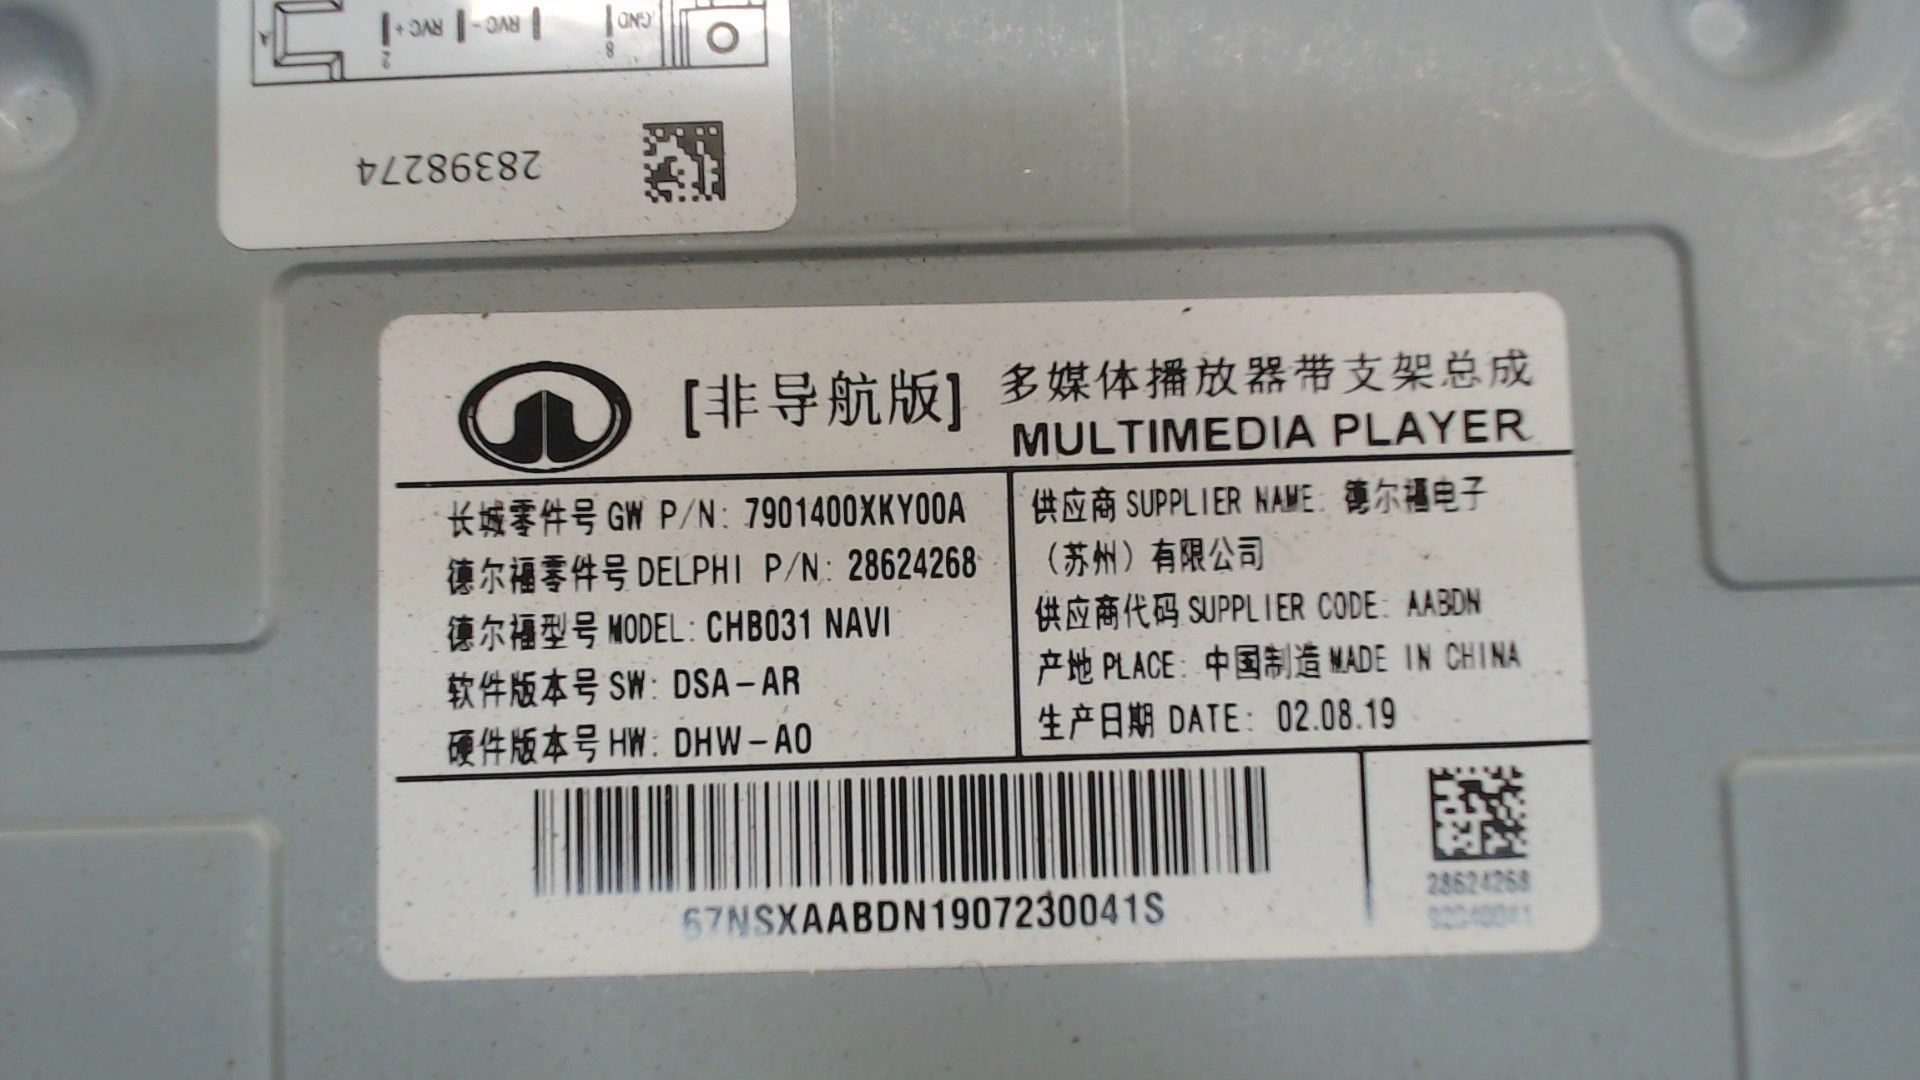 A
2
RVC+
RVC-
GND
8
28398274
[非导航版]
多媒体播放器带支架总成
MULTIMEDIA PLAYER
长城零件号 GW P/N: 7901400XKY00A
德尔福零件号 DELPHI P/N: 28624268
德尔福型号 MODEL: CHB031 NAVI
软件版本号 SW: DSA-AR
硬件版本号 HW: DHW-AO
供应商 SUPPLIER NAME: 德尔福电子
（苏州）有限公司
供应商代码 SUPPLIER CODE: AABDN
产地 PLACE: 中国制造 MADE IN CHINA
生产日期 DATE: 02.08.19
67NSXAABDN1907230041S
28624268